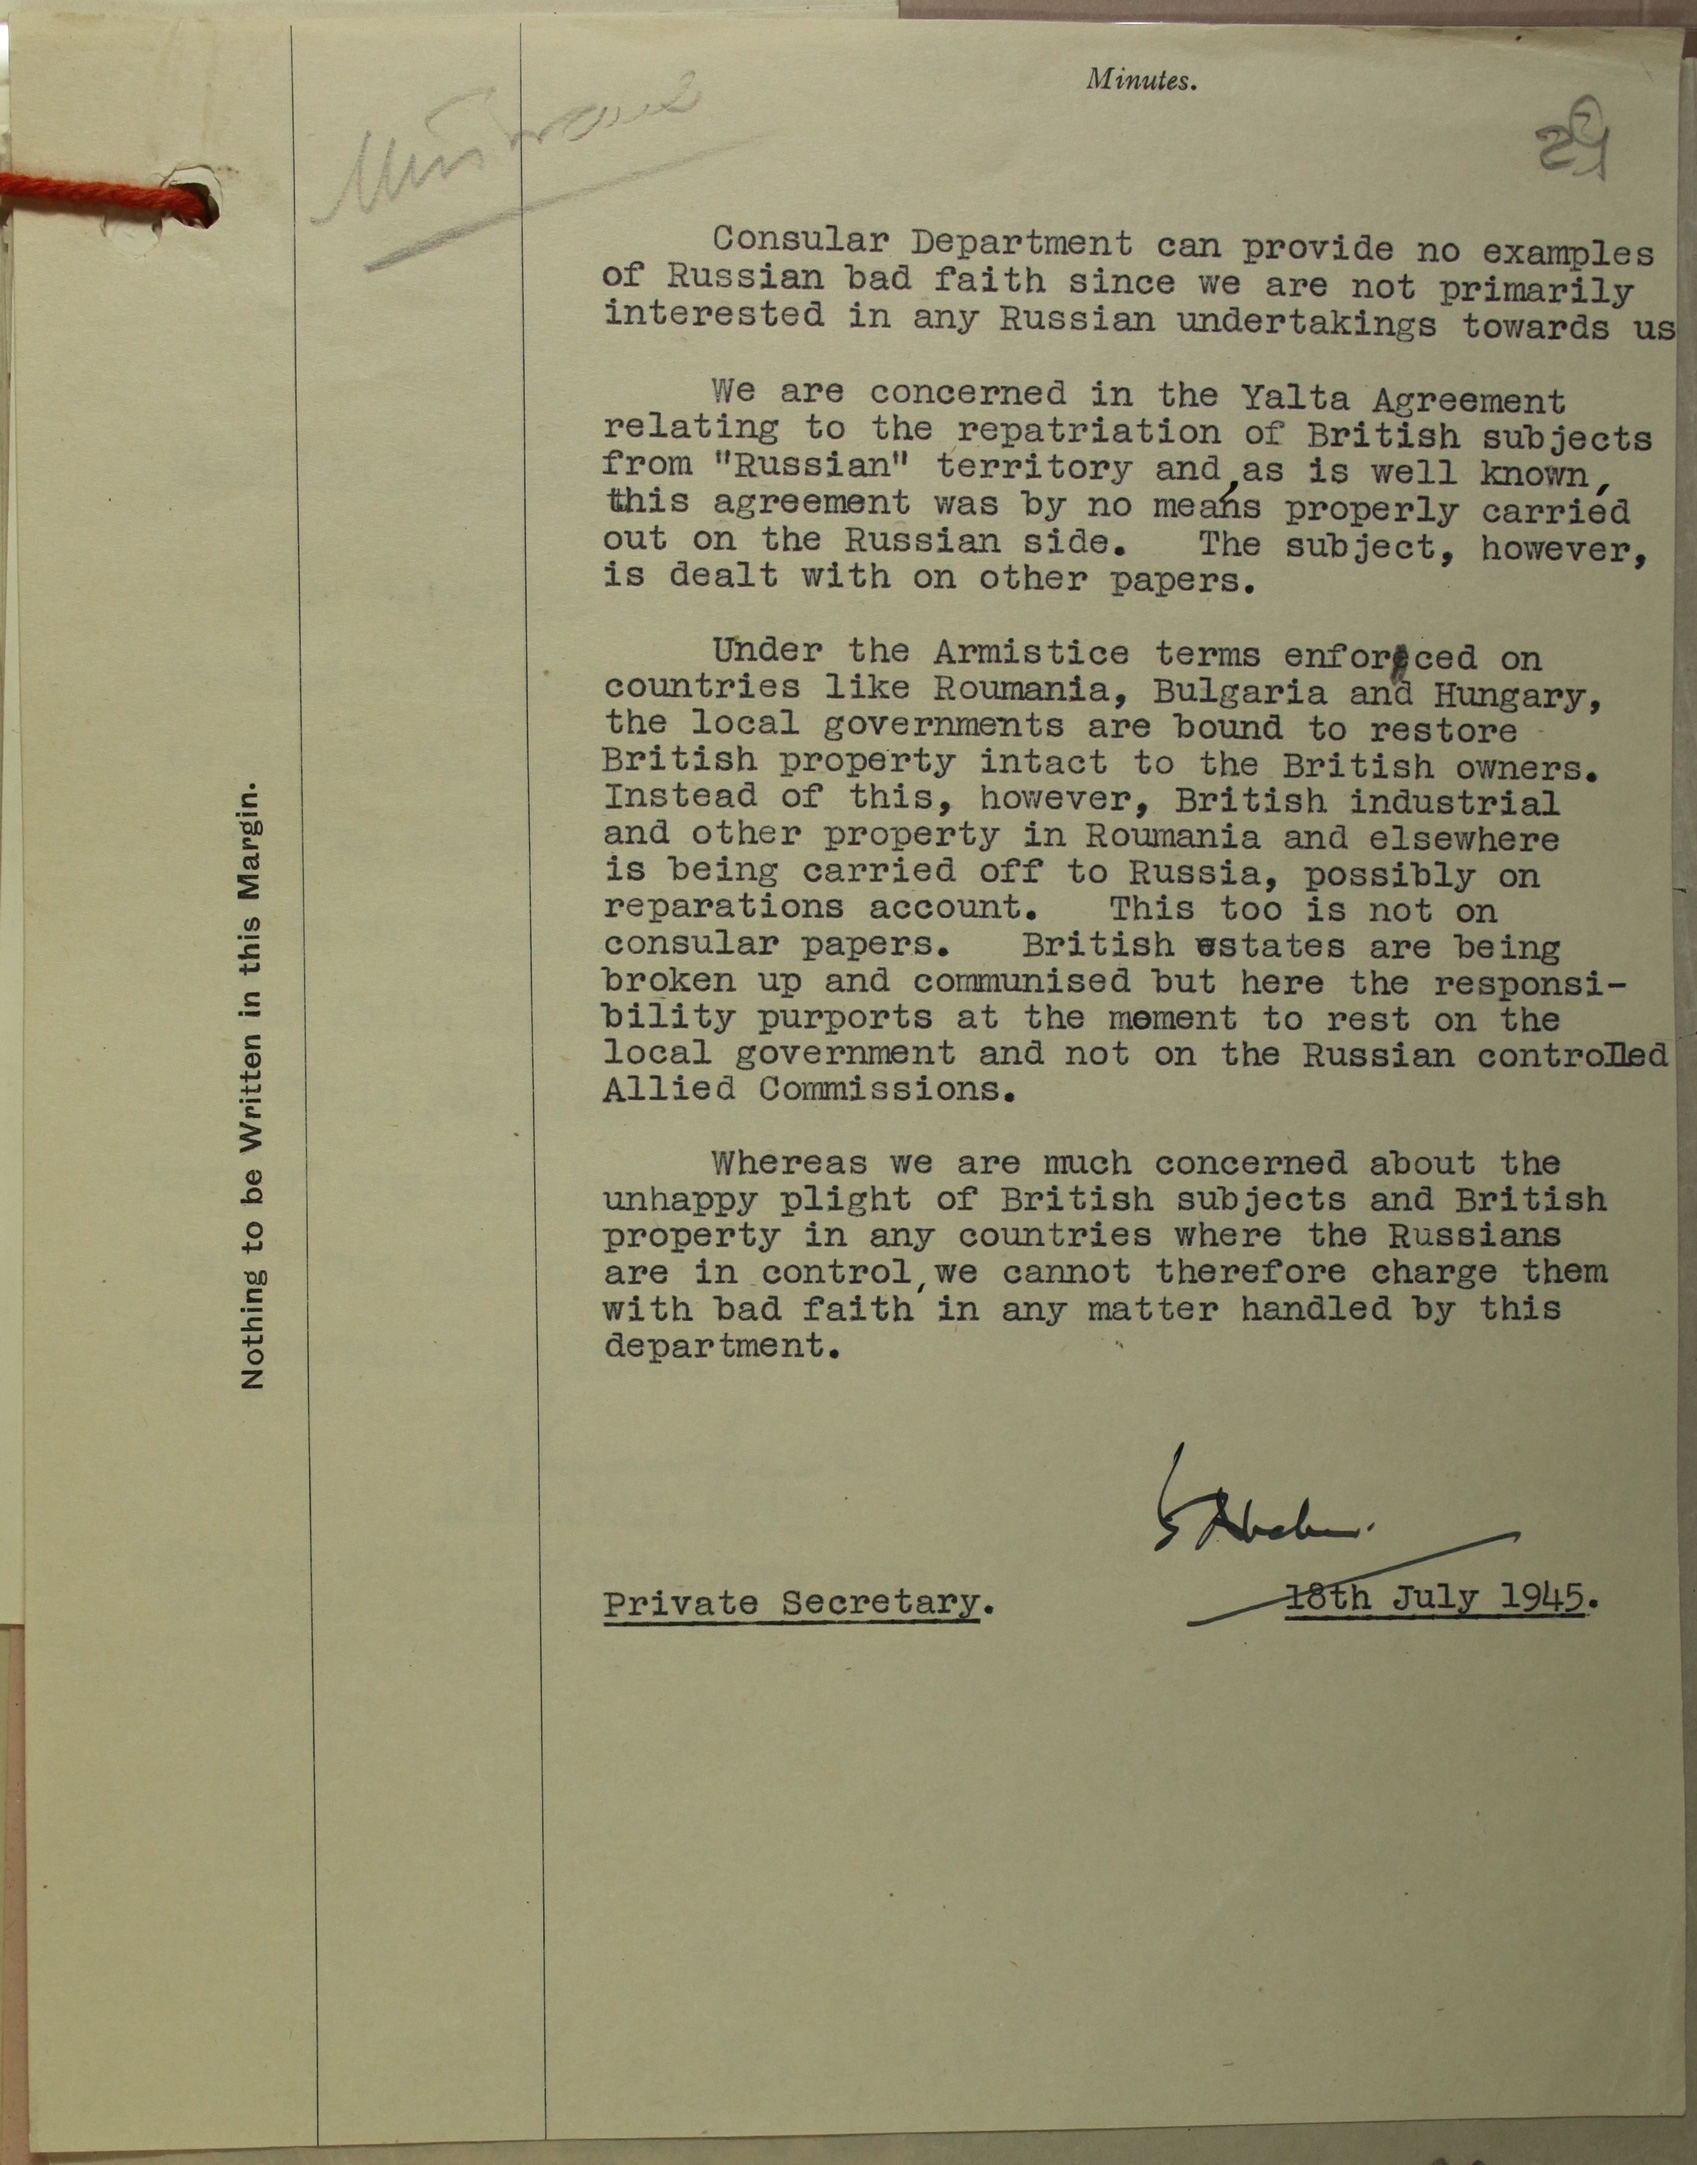 Minutes.
Consular Department can provide no examples
of Russian bad faith since we are not primarily
interested in any Russian undertakings towards us
We are concerned in the Yalta Agreement
relating to the repatriation of British subjects
from "Russian" territory and, as is well known,
this agreement was by no means properly carried
out on the Russian side. The subject, however,
is dealt with on other papers.
Under the Armistice terms enforced on
countries like Roumania, Bulgaria and Hungary,
the local governments are bound to restore
British property intact to the British owners.
Instead of this, however, British industrial
and other property in Roumania and elsewhere
is being carried off to Russia, possibly on
reparations account. This too is not on
consular papers. British estates are being
broken up and communised but here the responsi-
bility purports at the moment to rest on the
local government and not on the Russian controlled
Allied Commissions.
Whereas we are much concerned about the
unhappy plight of British subjects and British
property in any countries where the Russians
are in control, we cannot therefore charge them
with bad faith in any matter handled by this
department.
Private Secretary. 18th July 1945.
Nothing to be Written in this Margin.